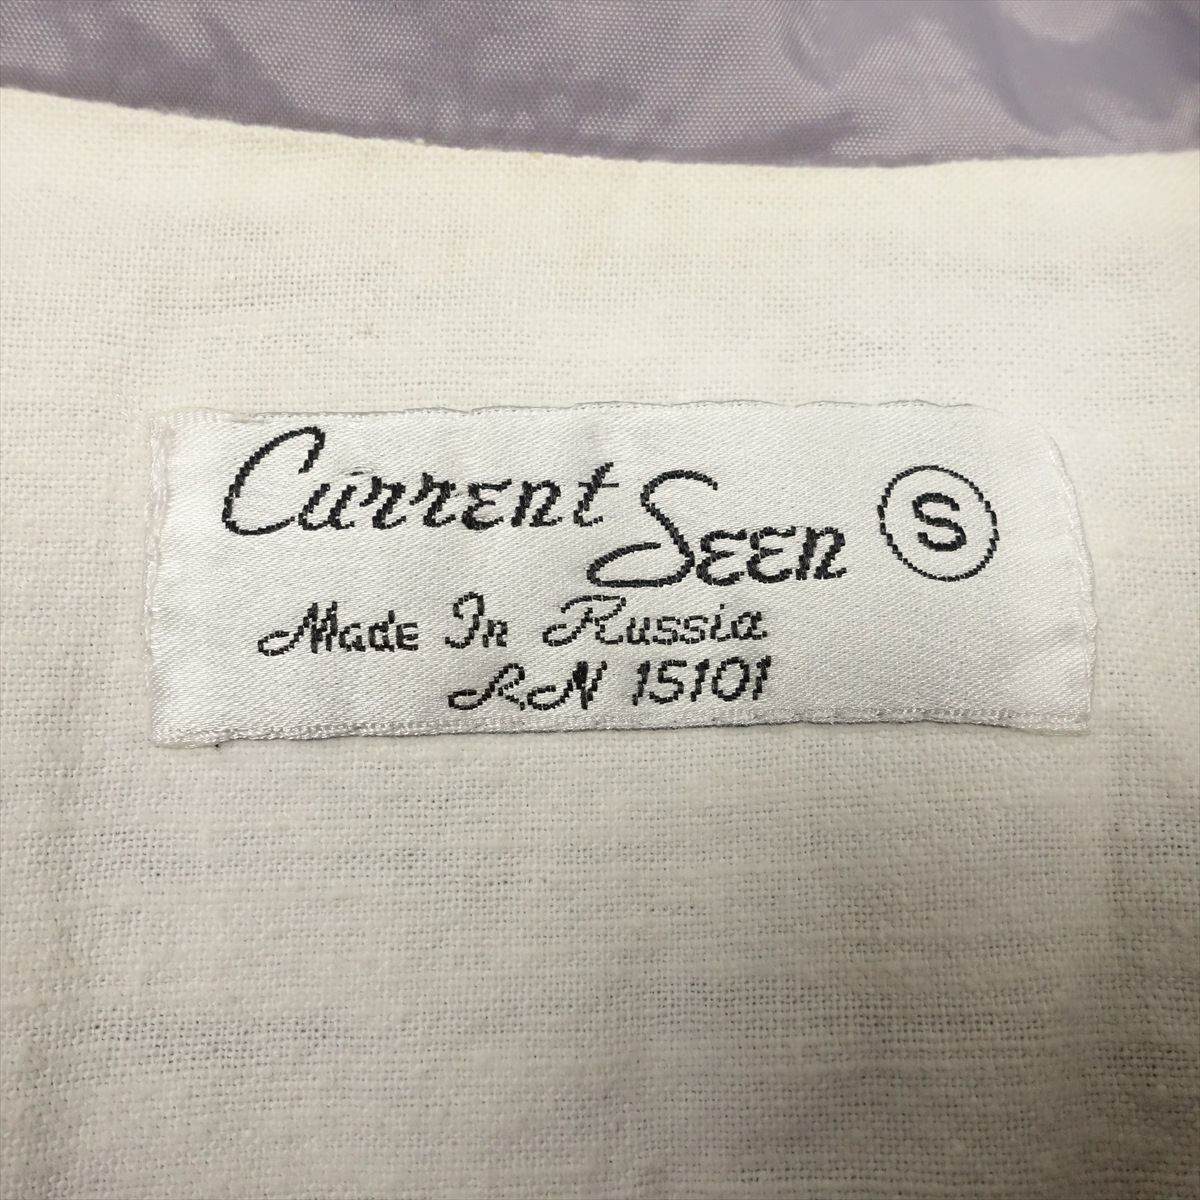 Current Seen S
Made In Russia
RN 15101